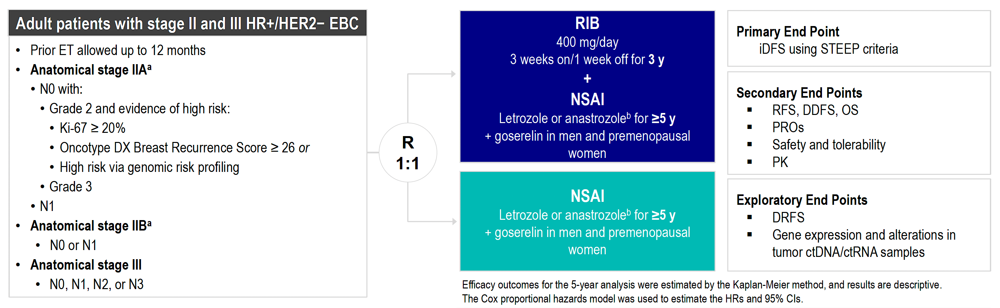 Adult patients with stage II and III HR+/HER2− EBC
• Prior ET allowed up to 12 months
• Anatomical stage IIAᵃ
• N0 with:
• Grade 2 and evidence of high risk:
• Ki-67 ≥ 20%
• Oncotype DX Breast Recurrence Score ≥ 26 or
• High risk via genomic risk profiling
• Grade 3
• N1
• Anatomical stage IIBᵃ
• N0 or N1
• Anatomical stage III
• N0, N1, N2, or N3
R
1:1
RIB
400 mg/day
3 weeks on/1 week off for 3 y
+
NSAI
Letrozole or anastrozoleᵇ for ≥5 y
+ goserelin in men and premenopausal
women
NSAI
Letrozole or anastrozoleᵇ for ≥5 y
+ goserelin in men and premenopausal
women
Primary End Point
iDFS using STEEP criteria
Secondary End Points
▪ RFS, DDFS, OS
▪ PROs
▪ Safety and tolerability
▪ PK
Exploratory End Points
▪ DRFS
▪ Gene expression and alterations in
tumor ctDNA/ctRNA samples
Efficacy outcomes for the 5-year analysis were estimated by the Kaplan-Meier method, and results are descriptive.
The Cox proportional hazards model was used to estimate the HRs and 95% CIs.